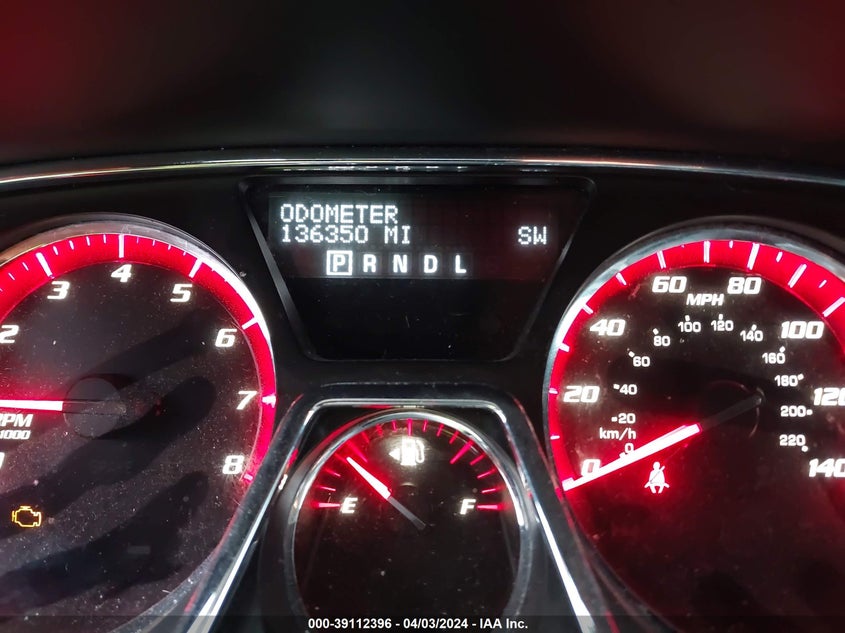 ODOMETER
136350 MI SW
P R N D L
2 3 4 5 6 7 8
RPM
1000
E F
0 20 40 60 80 100 120 140
MPH
0 20 40 60 80 100 120 140 160 180 200 220
km/h
000-39112396 - 04/03/2024 - IAA Inc.